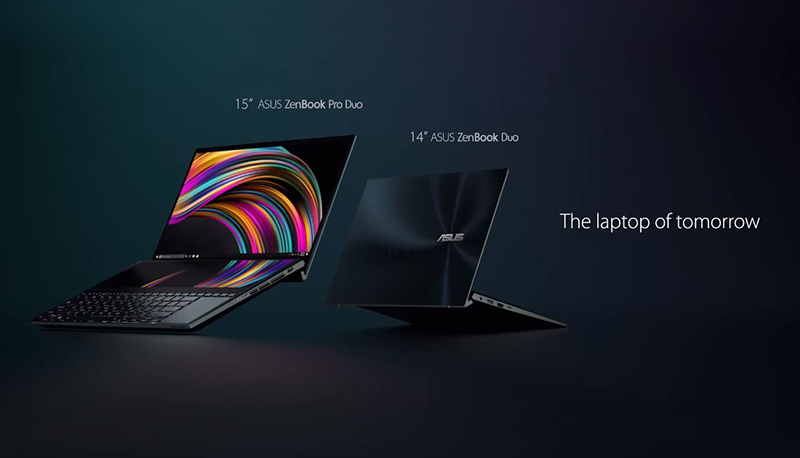 15" ASUS ZenBook Pro Duo
14" ASUS ZenBook Duo
ASUS
The laptop of tomorrow